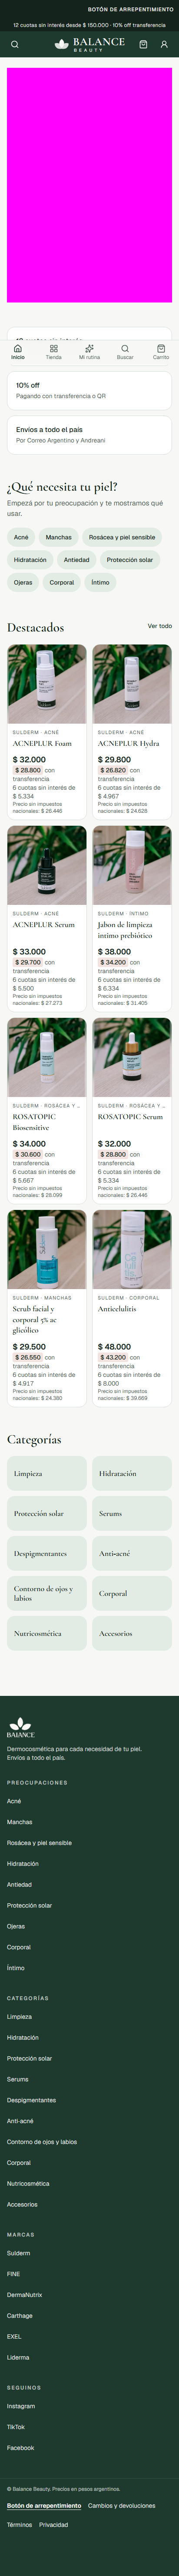 BOTÓN DE ARREPENTIMIENTO
12 cuotas sin interés desde $ 150.000 · 10% off transferencia
BALANCE
BEAUTY
Inicio
Tienda
Mi rutina
Buscar
Carrito
10% off
Pagando con transferencia o QR
Envíos a todo el país
Por Correo Argentino y Andreani
¿Qué necesita tu piel?
Empezá por tu preocupación y te mostramos qué
usar.
Acné
Manchas
Rosácea y piel sensible
Hidratación
Antiedad
Protección solar
Ojeras
Corporal
Íntimo
Destacados
Ver todo
SULDERM · ACNÉ
ACNEPLUR Foam
$ 32.000
$ 28.800 con
transferencia
6 cuotas sin interés de
$ 5.334
Precio sin impuestos
nacionales: $ 26.446
SULDERM · ACNÉ
ACNEPLUR Hydra
$ 29.800
$ 26.820 con
transferencia
6 cuotas sin interés de
$ 4.967
Precio sin impuestos
nacionales: $ 24.628
SULDERM · ACNÉ
ACNEPLUR Serum
$ 33.000
$ 29.700 con
transferencia
6 cuotas sin interés de
$ 5.500
Precio sin impuestos
nacionales: $ 27.273
SULDERM · ÍNTIMO
Jabon de limpieza
intimo prebiótico
$ 38.000
$ 34.200 con
transferencia
6 cuotas sin interés de
$ 6.334
Precio sin impuestos
nacionales: $ 31.405
SULDERM · ROSÁCEA Y …
ROSATOPIC
Biosensitive
$ 34.000
$ 30.600 con
transferencia
6 cuotas sin interés de
$ 5.667
Precio sin impuestos
nacionales: $ 28.099
SULDERM · ROSÁCEA Y …
ROSATOPIC Serum
$ 32.000
$ 28.800 con
transferencia
6 cuotas sin interés de
$ 5.334
Precio sin impuestos
nacionales: $ 26.446
SULDERM · MANCHAS
Scrub facial y
corporal 5% ac
glicólico
$ 29.500
$ 26.550 con
transferencia
6 cuotas sin interés de
$ 4.917
Precio sin impuestos
nacionales: $ 24.380
SULDERM · CORPORAL
Anticelulitis
$ 48.000
$ 43.200 con
transferencia
6 cuotas sin interés de
$ 8.000
Precio sin impuestos
nacionales: $ 39.669
Categorías
Limpieza
Hidratación
Protección solar
Serums
Despigmentantes
Anti-acné
Contorno de ojos y
labios
Corporal
Nutricosmética
Accesorios
BALANCE
Dermocosmética para cada necesidad de tu piel.
Envíos a todo el país.
PREOCUPACIONES
Acné
Manchas
Rosácea y piel sensible
Hidratación
Antiedad
Protección solar
Ojeras
Corporal
Íntimo
CATEGORÍAS
Limpieza
Hidratación
Protección solar
Serums
Despigmentantes
Anti-acné
Contorno de ojos y labios
Corporal
Nutricosmética
Accesorios
MARCAS
Sulderm
FINE
DermaNutrix
Carthage
EXEL
Liderma
SEGUINOS
Instagram
TikTok
Facebook
© Balance Beauty. Precios en pesos argentinos.
Botón de arrepentimiento
Cambios y devoluciones
Términos
Privacidad